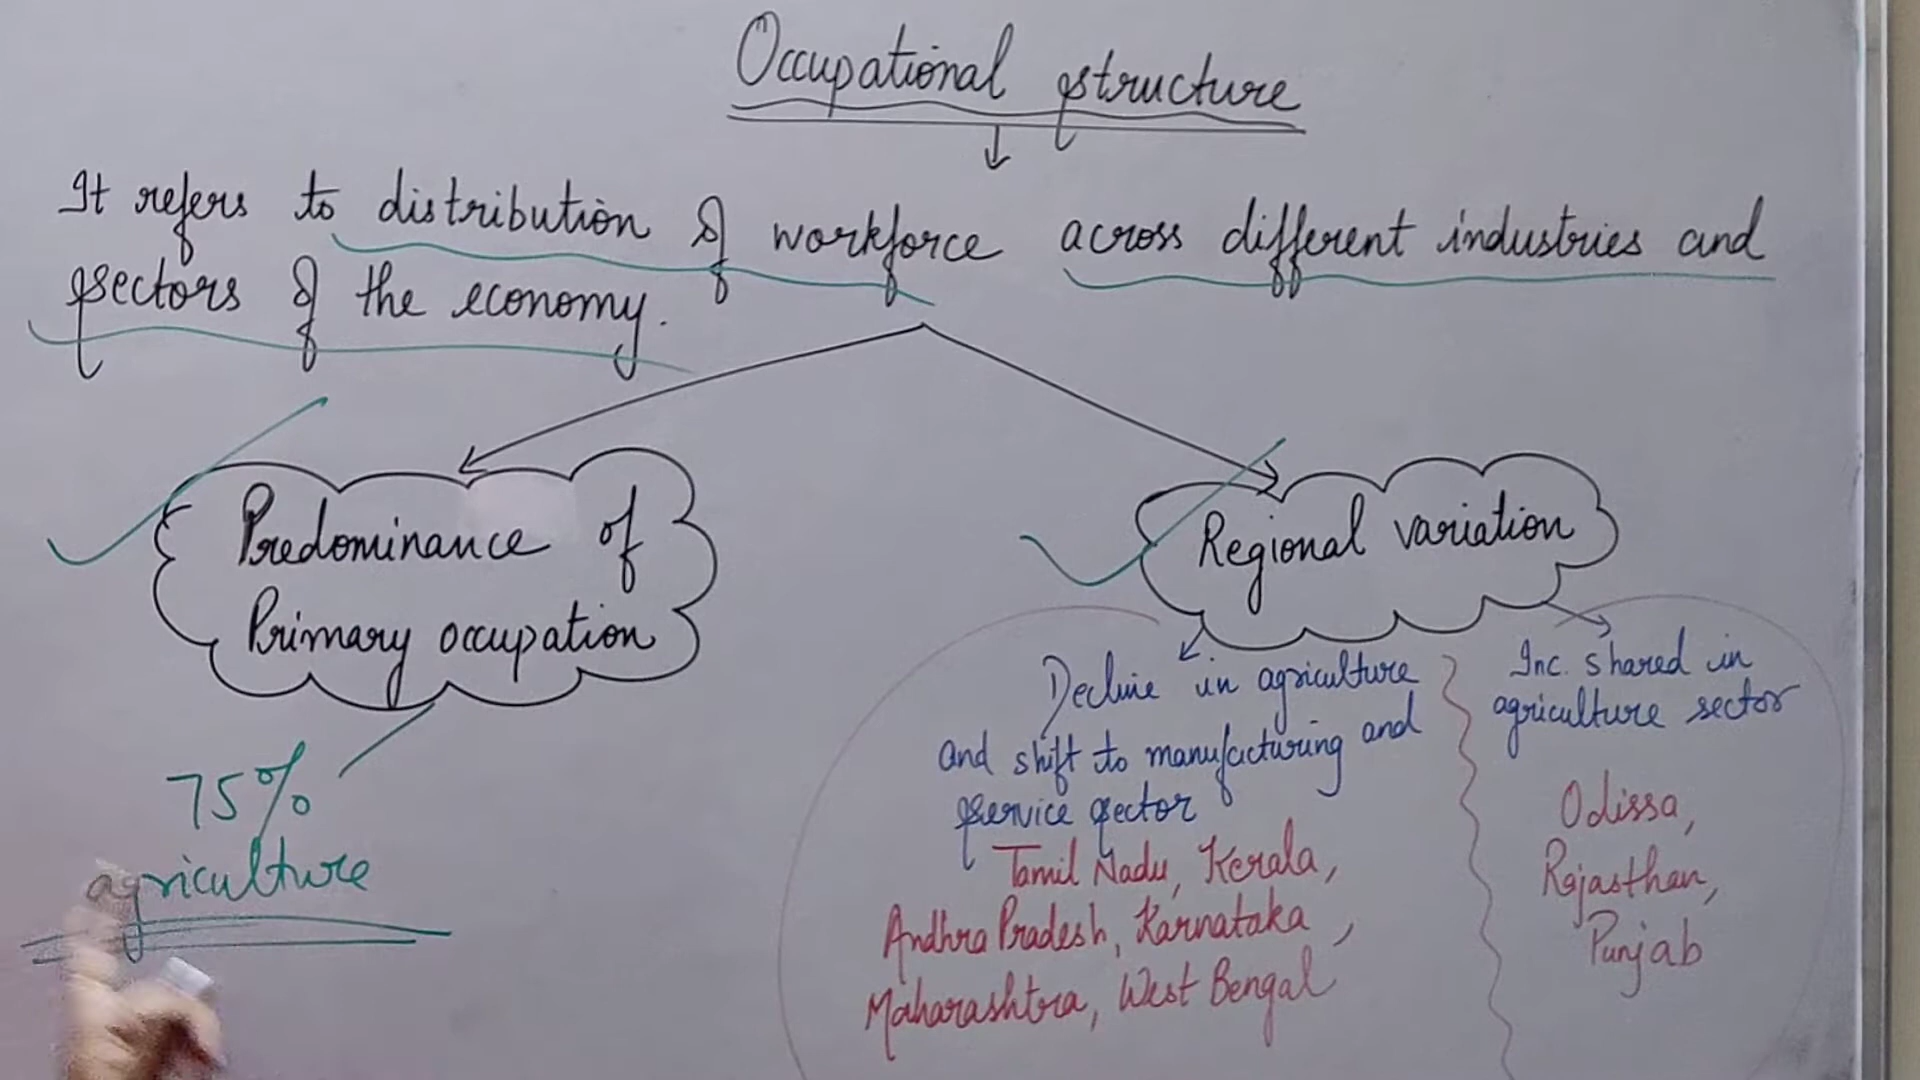 Occupational structure
It refers to distribution of workforce across different industries and
sectors of the economy.
Predominance of
Primary occupation
75%
agriculture
Regional variation
Decline in agriculture
and shift to manufacturing and
service sector
Tamil Nadu, Kerala,
Andhra Pradesh, Karnataka,
Maharashtra, West Bengal
Inc. shared in
agriculture sector
Odissa,
Rajasthan,
Punjab